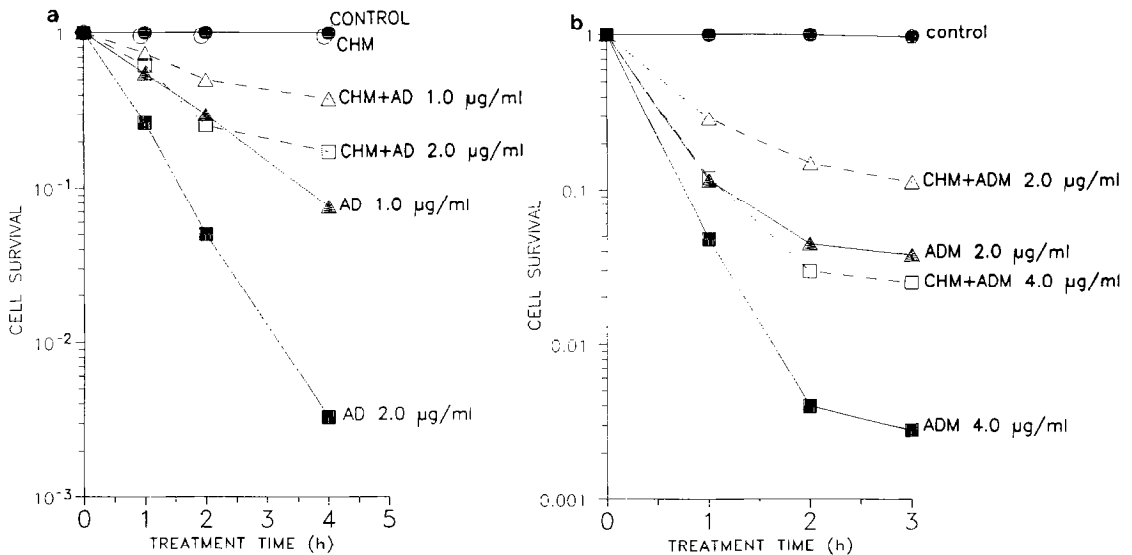 a
CONTROL
CHM
CHM+AD 1.0 µg/ml
CHM+AD 2.0 µg/ml
AD 1.0 µg/ml
AD 2.0 µg/ml
1
10⁻¹
10⁻²
10⁻³
CELL SURVIVAL
0 1 2 3 4 5
TREATMENT TIME (h)
b
control
CHM+ADM 2.0 µg/ml
ADM 2.0 µg/ml
CHM+ADM 4.0 µg/ml
ADM 4.0 µg/ml
1
0.1
0.01
0.001
CELL SURVIVAL
0 1 2 3
TREATMENT TIME (h)